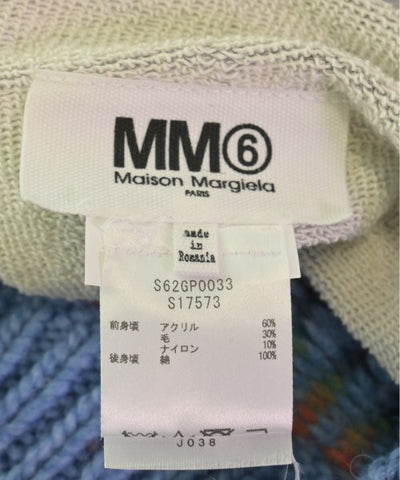 MM⑥
Maison Margiela
PARIS
made
in
Romania
S62GP0033
S17573
前身頃 アクリル 60%
毛 30%
ナイロン 10%
後身頃 綿 100%
J038